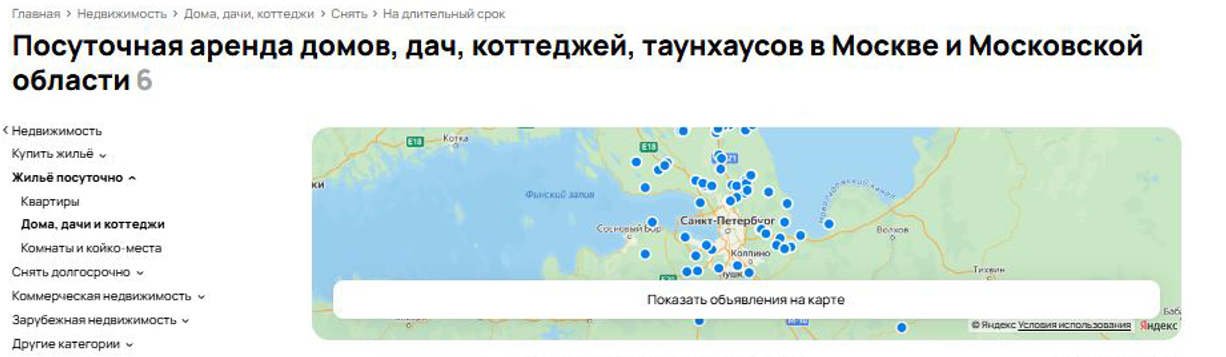 Главная > Недвижимость > Дома, дачи, коттеджи > Снять > На длительный срок
Посуточная аренда домов, дач, коттеджей, таунхаусов в Москве и Московской
области 6
Недвижимость
Купить жильё
Жильё посуточно
Квартиры
Дома, дачи и коттеджи
Комнаты и койко-места
Снять долгосрочно
Коммерческая недвижимость
Зарубежная недвижимость
Другие категории
Котка
E18
E18
Финский залив
Новоладожский канал
Санкт-Петербург
Сосновый Бор
Волхов
Колпино
Тихвин
Показать объявления на карте
© Яндекс Условия использования Яндекс